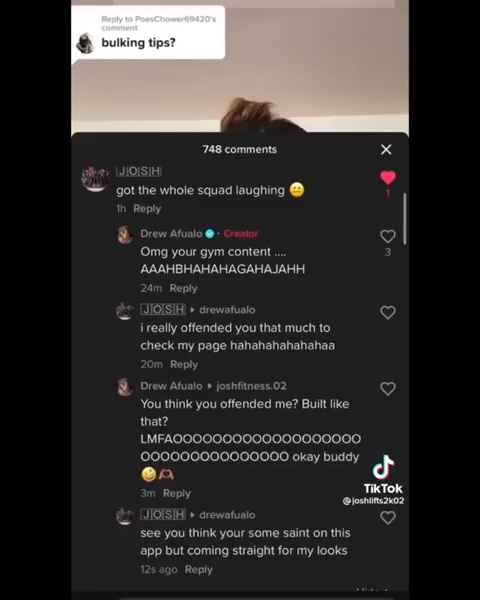 Reply to PoesChower69420's
comment
bulking tips?
748 comments
🄹🄾🅂🄷
got the whole squad laughing 😐
1h Reply
1
Drew Afualo · Creator
Omg your gym content ....
AAAHBHAHAHAGAHAJAHH
3
24m Reply
🄹🄾🅂🄷 ▸ drewafualo
i really offended you that much to
check my page hahahahahahahaa
20m Reply
Drew Afualo ▸ joshfitness.02
You think you offended me? Built like
that?
LMFAOOOOOOOOOOOOOOOOOOO
OOOOOOOOOOOOOOO okay buddy
🤪🫶🏽
3m Reply
TikTok
@joshlifts2k02
🄹🄾🅂🄷 ▸ drewafualo
see you think your some saint on this
app but coming straight for my looks
12s ago Reply